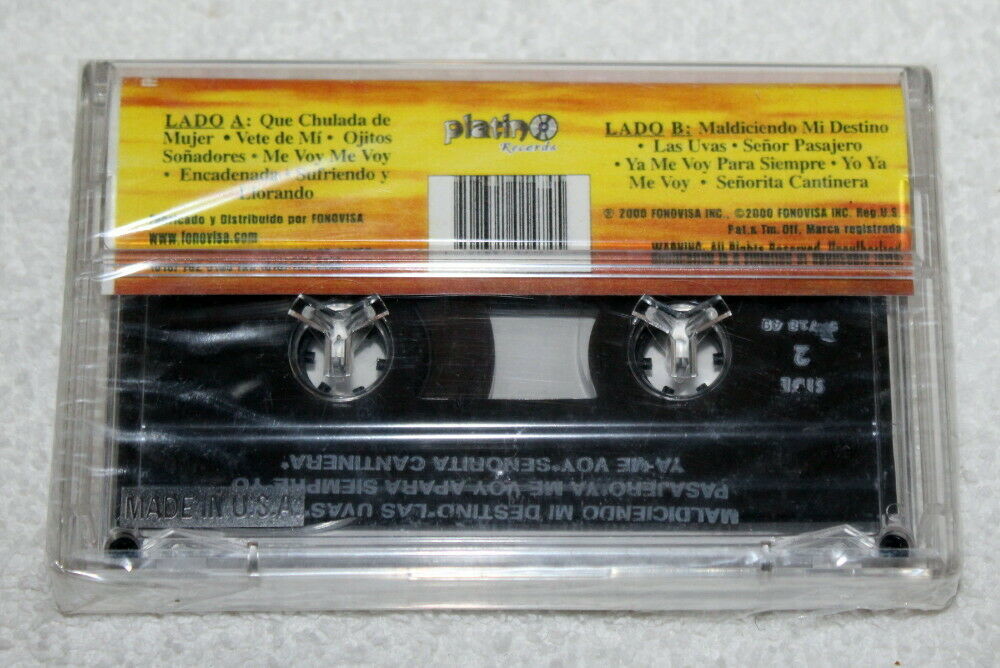 LADO A: Que Chulada de
Mujer • Vete de Mí • Ojitos
Soñadores • Me Voy Me Voy
• Encadenada • Sufriendo y
Llorando
Fabricado y Distribuido por FONOVISA
www.fonovisa.com
platino
Records
LADO B: Maldiciendo Mi Destino
• Las Uvas • Señor Pasajero
• Ya Me Voy Para Siempre • Yo Ya
Me Voy • Señorita Cantinera
℗ 2000 FONOVISA INC., ©2000 FONOVISA INC. Reg.U.S.
Pat.& Tm. Off, Marca registrada
WARNING. All Rights Reserved.
SIDE
2
MALDICIENDO MI DESTINO*LAS UVAS*
PASAJERO*YA ME VOY APARA SIEMPRE YO
YA ME VOY*SEÑORITA CANTINERA*
MADE IN U.S.A.